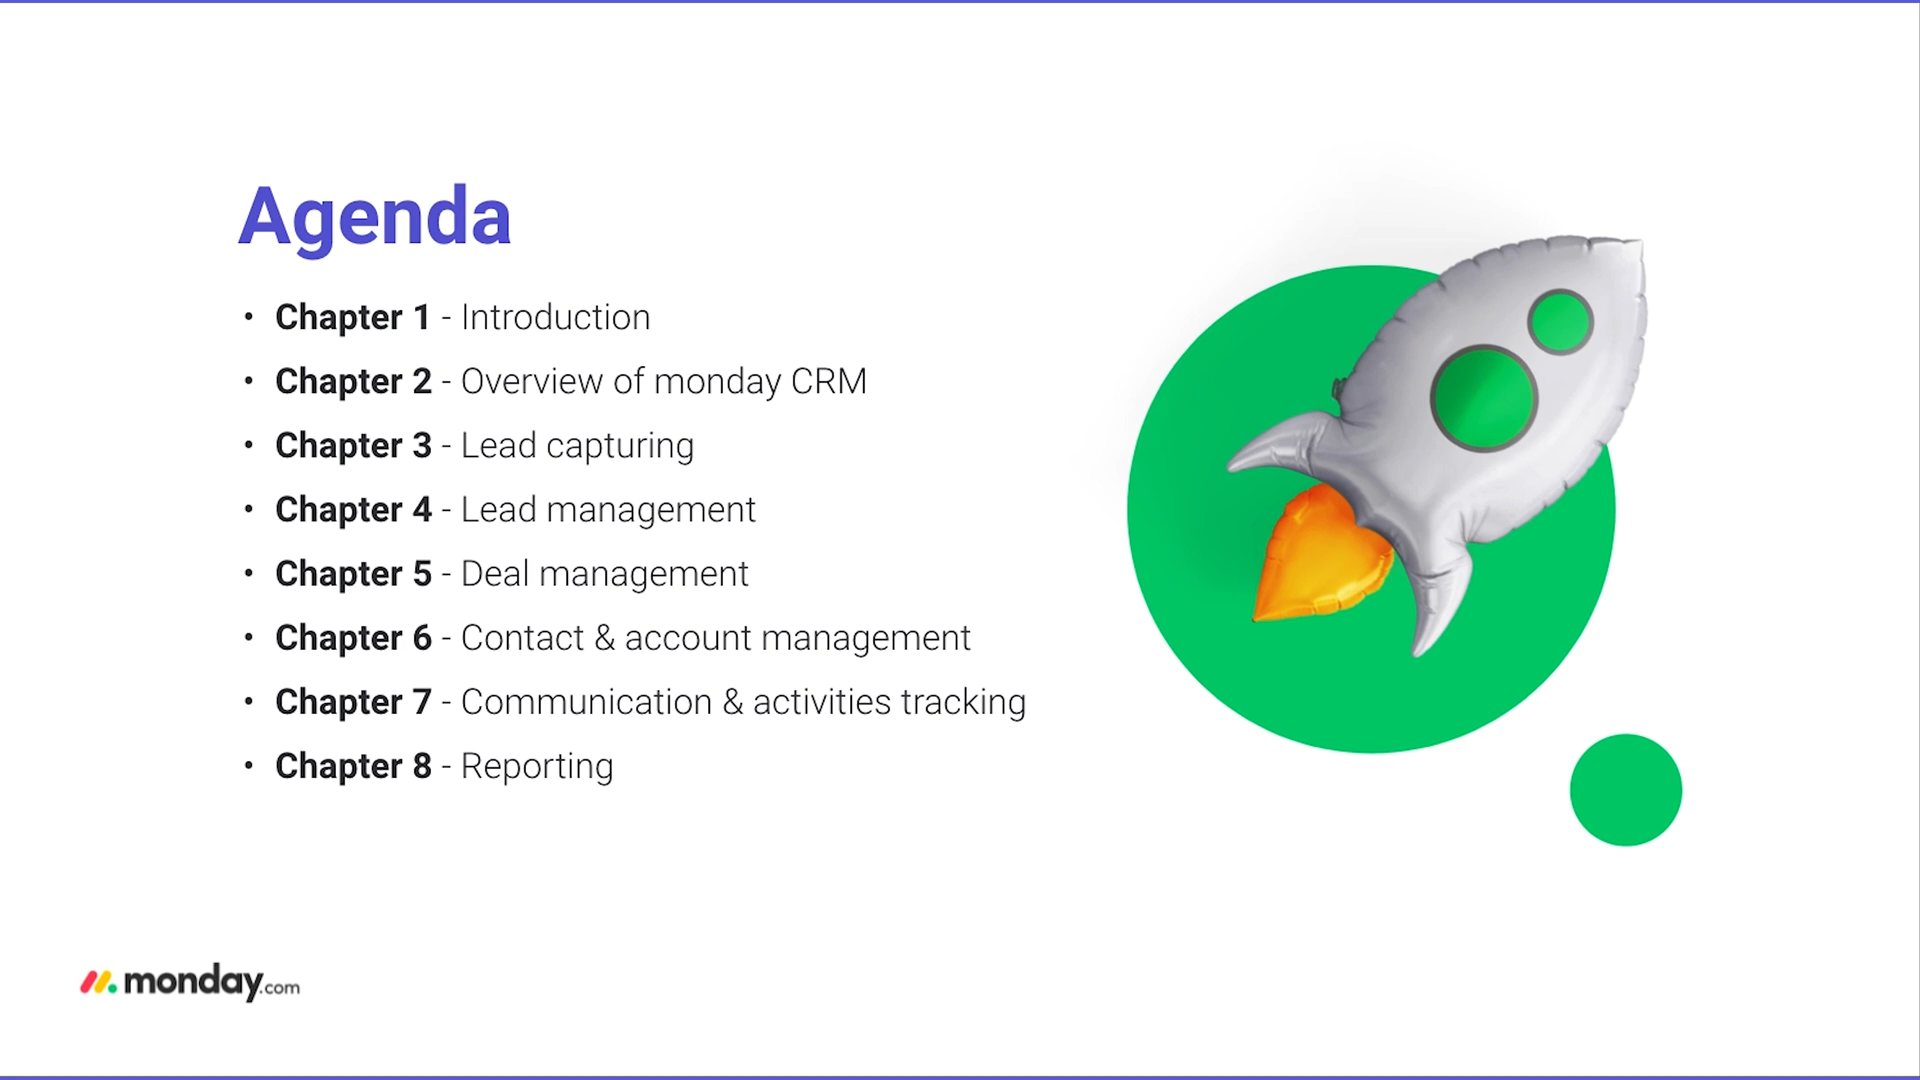 Agenda
• Chapter 1 - Introduction
• Chapter 2 - Overview of monday CRM
• Chapter 3 - Lead capturing
• Chapter 4 - Lead management
• Chapter 5 - Deal management
• Chapter 6 - Contact & account management
• Chapter 7 - Communication & activities tracking
• Chapter 8 - Reporting
monday.com